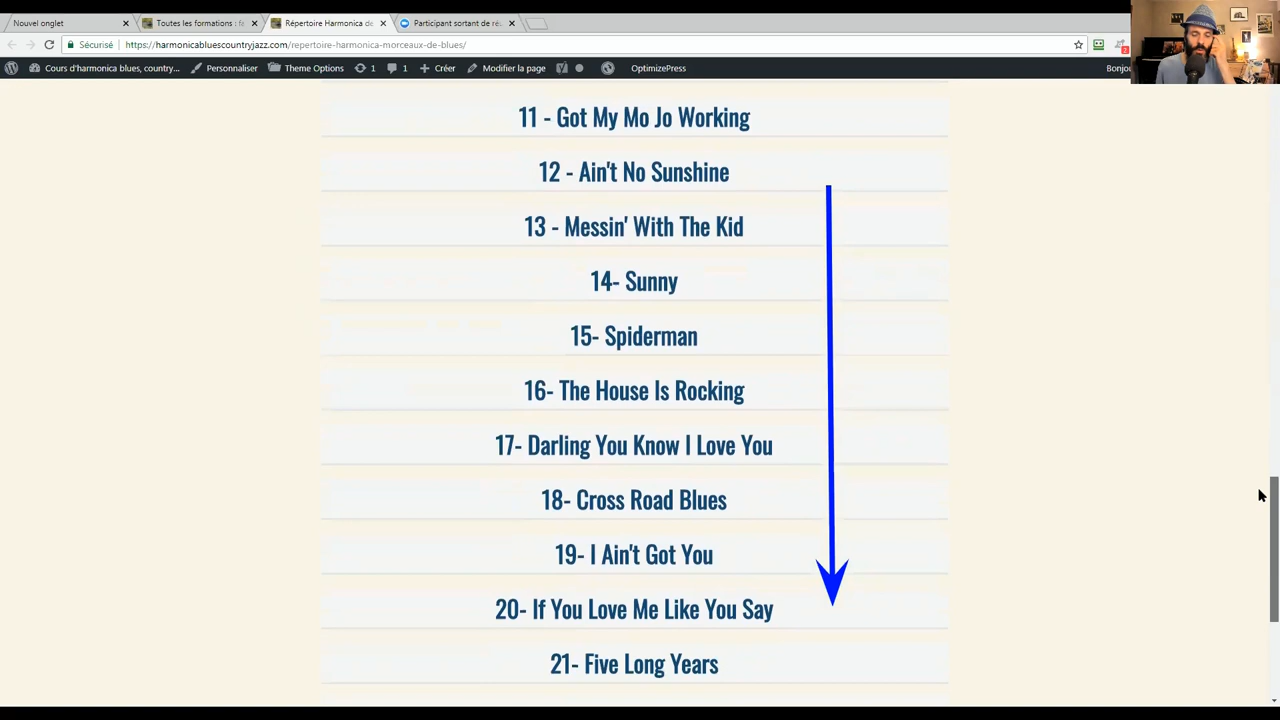 Nouvel onglet
Toutes les formations : fa
Répertoire Harmonica de
Participant sortant de ré
Sécurisé
https://harmonicabluescountryjazz.com/repertoire-harmonica-morceaux-de-blues/
2
Cours d'harmonica blues, country...
Personnaliser
Theme Options
1
1
Créer
Modifier la page
OptimizePress
Bonjo
11 - Got My Mo Jo Working
12 - Ain't No Sunshine
13 - Messin' With The Kid
14- Sunny
15- Spiderman
16- The House Is Rocking
17- Darling You Know I Love You
18- Cross Road Blues
19- I Ain't Got You
20- If You Love Me Like You Say
21- Five Long Years